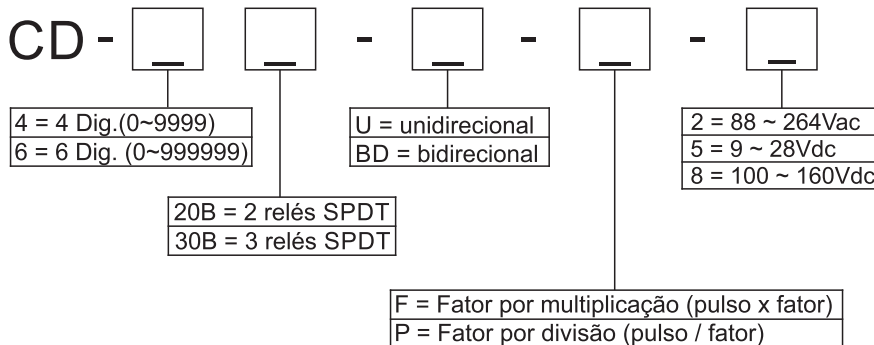 CD - _ _ - _ - _ - _
4 = 4 Dig.(0~9999)
6 = 6 Dig. (0~999999)
U = unidirecional
BD = bidirecional
2 = 88 ~ 264Vac
5 = 9 ~ 28Vdc
8 = 100 ~ 160Vdc
20B = 2 relés SPDT
30B = 3 relés SPDT
F = Fator por multiplicação (pulso x fator)
P = Fator por divisão (pulso / fator)